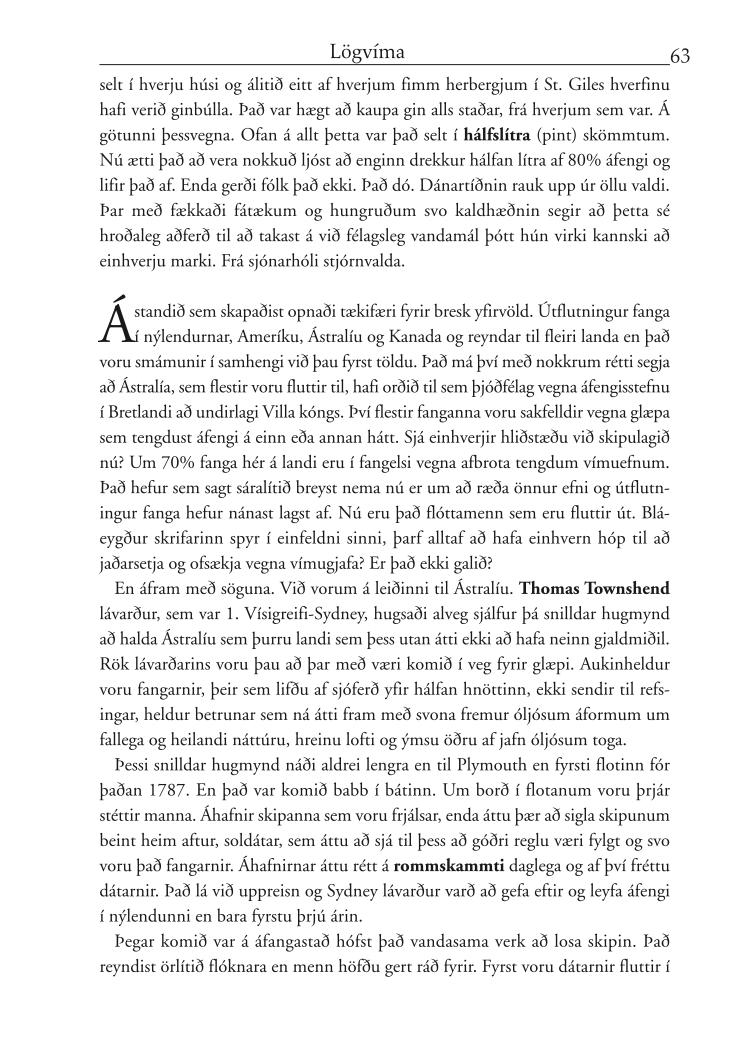 Lögvíma 63
selt í hverju húsi og álitið eitt af hverjum fimm herbergjum í St. Giles hverfinu
hafi verið ginbúlla. Það var hægt að kaupa gin alls staðar, frá hverjum sem var. Á
götunni þessvegna. Ofan á allt þetta var það selt í hálfslítra (pint) skömmtum.
Nú ætti það að vera nokkuð ljóst að enginn drekkur hálfan lítra af 80% áfengi og
lifir það af. Enda gerði fólk það ekki. Það dó. Dánartíðnin rauk upp úr öllu valdi.
Þar með fækkaði fátækum og hungruðum svo kaldhæðnin segir að þetta sé
hroðaleg aðferð til að takast á við félagsleg vandamál þótt hún virki kannski að
einhverju marki. Frá sjónarhóli stjórnvalda.
Ástandið sem skapaðist opnaði tækifæri fyrir bresk yfirvöld. Útflutningur fanga
í nýlendurnar, Ameríku, Ástralíu og Kanada og reyndar til fleiri landa en það
voru smámunir í samhengi við þau fyrst töldu. Það má því með nokkrum rétti segja
að Ástralía, sem flestir voru fluttir til, hafi orðið til sem þjóðfélag vegna áfengisstefnu
í Bretlandi að undirlagi Villa kóngs. Því flestir fanganna voru sakfelldir vegna glæpa
sem tengdust áfengi á einn eða annan hátt. Sjá einhverjir hliðstæðu við skipulagið
nú? Um 70% fanga hér á landi eru í fangelsi vegna afbrota tengdum vímuefnum.
Það hefur sem sagt sáralítið breyst nema nú er um að ræða önnur efni og útflutn-
ingur fanga hefur nánast lagst af. Nú eru það flóttamenn sem eru fluttir út. Blá-
eygður skrifarinn spyr í einfeldni sinni, þarf alltaf að hafa einhvern hóp til að
jaðarsetja og ofsækja vegna vímugjafa? Er það ekki galið?
En áfram með söguna. Við vorum á leiðinni til Ástralíu. Thomas Townshend
lávarður, sem var 1. Vísigreifi-Sydney, hugsaði alveg sjálfur þá snilldar hugmynd
að halda Ástralíu sem þurru landi sem þess utan átti ekki að hafa neinn gjaldmiðil.
Rök lávarðarins voru þau að þar með væri komið í veg fyrir glæpi. Aukinheldur
voru fangarnir, þeir sem lifðu af sjóferð yfir hálfan hnöttinn, ekki sendir til refs-
ingar, heldur betrunar sem ná átti fram með svona fremur óljósum áformum um
fallega og heilandi náttúru, hreinu lofti og ýmsu öðru af jafn óljósum toga.
Þessi snilldar hugmynd náði aldrei lengra en til Plymouth en fyrsti flotinn fór
þaðan 1787. En það var komið babb í bátinn. Um borð í flotanum voru þrjár
stéttir manna. Áhafnir skipanna sem voru frjálsar, enda áttu þær að sigla skipunum
beint heim aftur, soldátar, sem áttu að sjá til þess að góðri reglu væri fylgt og svo
voru það fangarnir. Áhafnirnar áttu rétt á rommskammti daglega og af því fréttu
dátarnir. Það lá við uppreisn og Sydney lávarður varð að gefa eftir og leyfa áfengi
í nýlendunni en bara fyrstu þrjú árin.
Þegar komið var á áfangastað hófst það vandasama verk að losa skipin. Það
reyndist örlítið flóknara en menn höfðu gert ráð fyrir. Fyrst voru dátarnir fluttir í